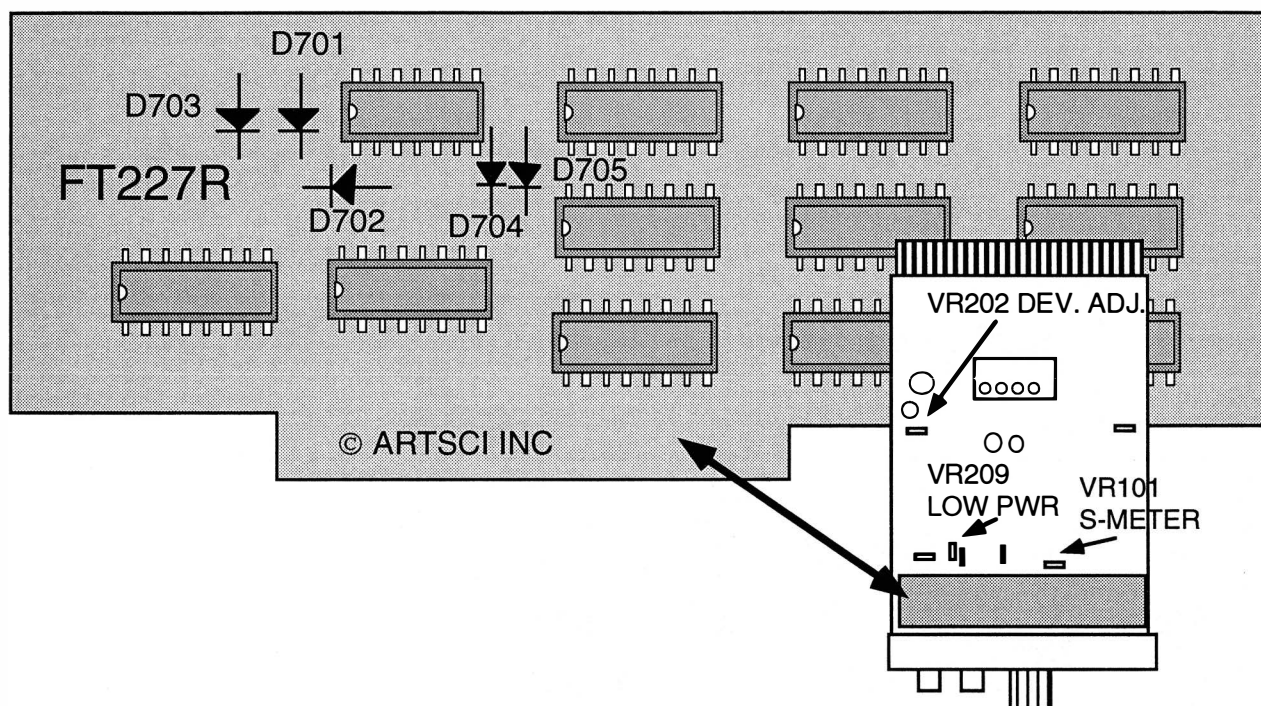 D701
D703
FT227R
D702
D704
D705
© ARTSCI INC
VR202 DEV. ADJ.
VR209
LOW PWR
VR101
S-METER